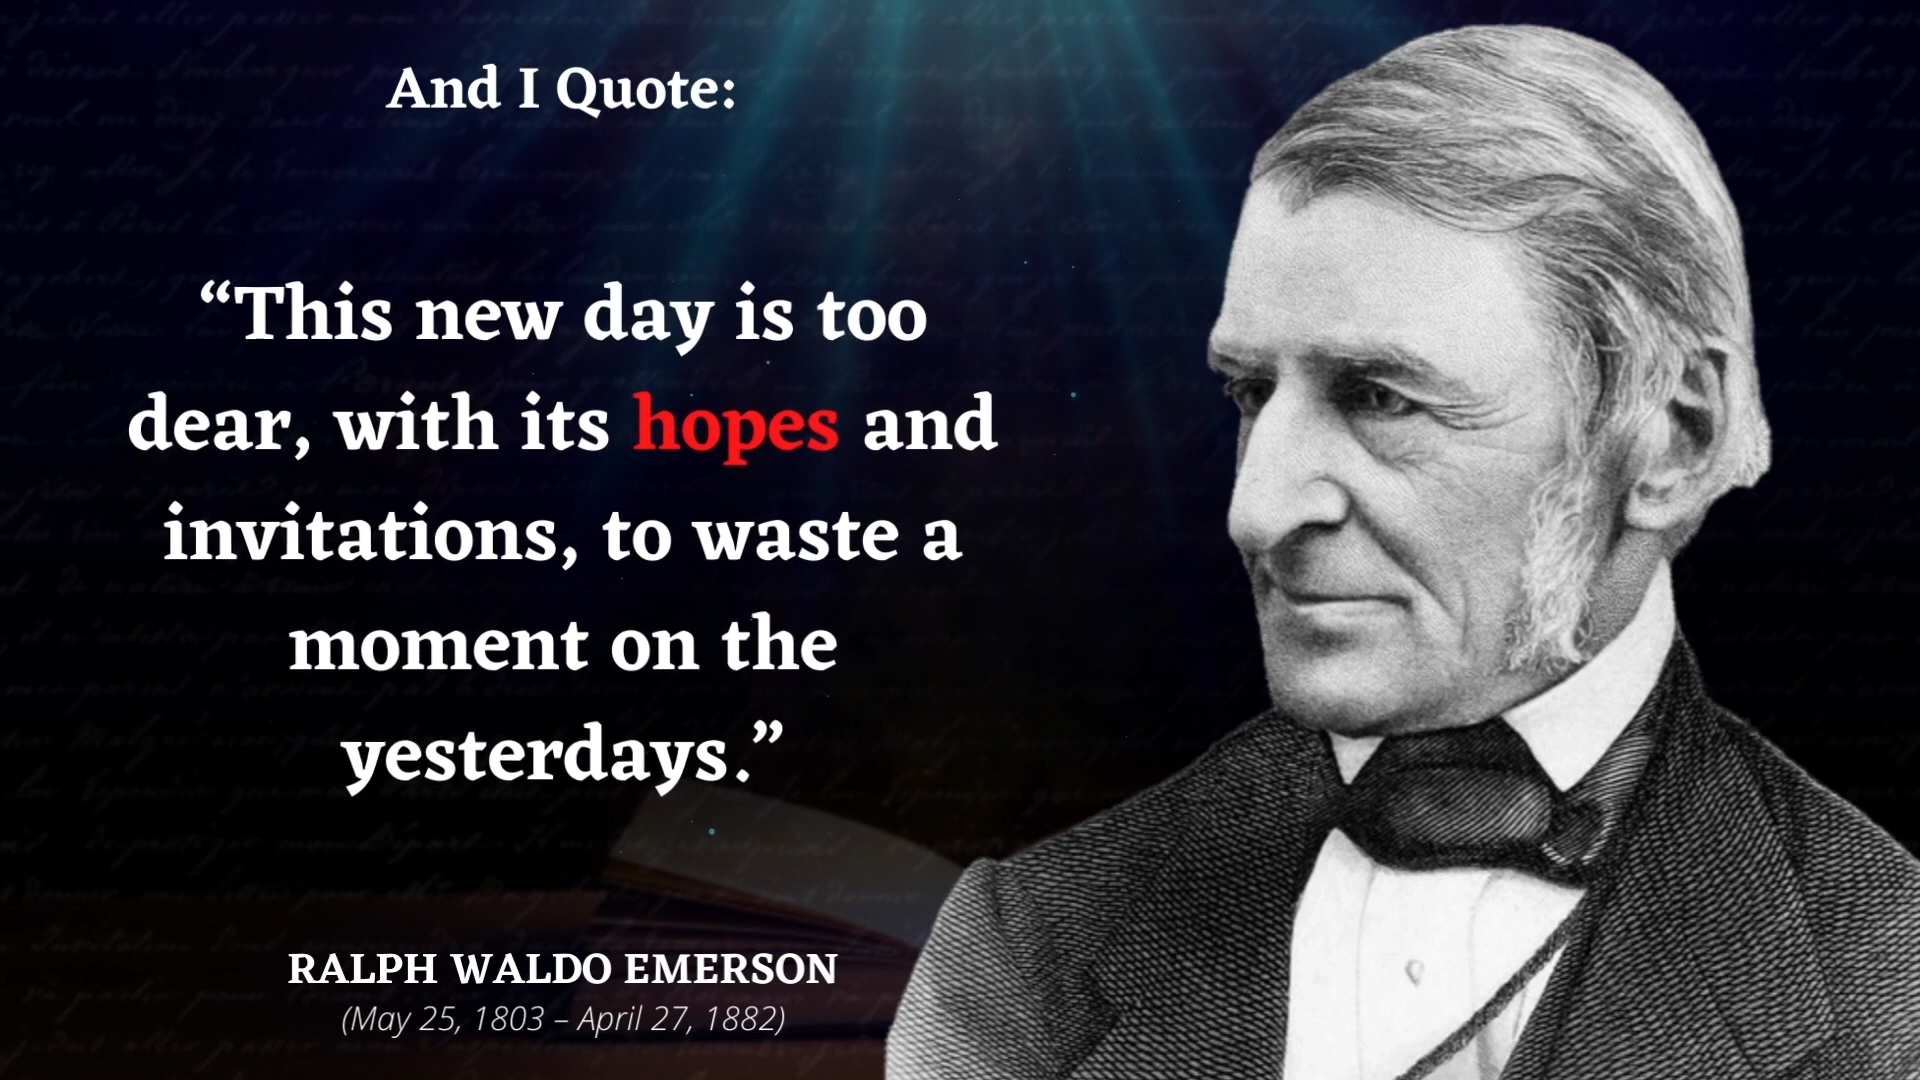 And I Quote:
“This new day is too
dear, with its hopes and
invitations, to waste a
moment on the
yesterdays.”
RALPH WALDO EMERSON
(May 25, 1803 – April 27, 1882)